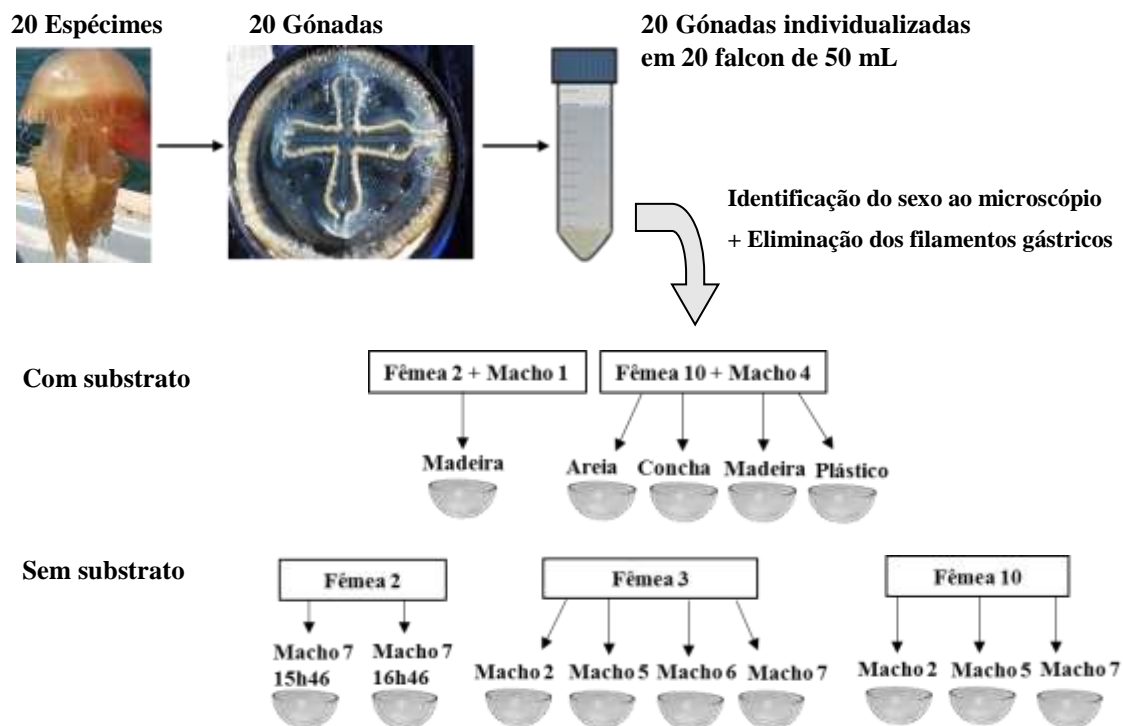 20 Espécimes
20 Gónadas
20 Gónadas individualizadas
em 20 falcon de 50 mL
Identificação do sexo ao microscópio
+ Eliminação dos filamentos gástricos
Com substrato
Fêmea 2 + Macho 1
Fêmea 10 + Macho 4
Madeira
Areia
Concha
Madeira
Plástico
Sem substrato
Fêmea 2
Fêmea 3
Fêmea 10
Macho 7
15h46
Macho 7
16h46
Macho 2
Macho 5
Macho 6
Macho 7
Macho 2
Macho 5
Macho 7